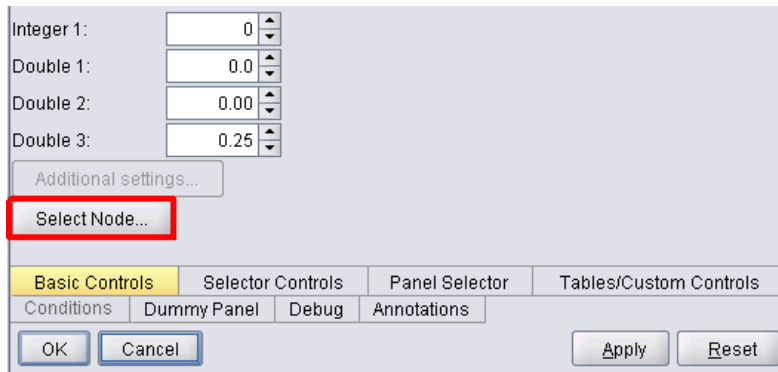 Integer 1: 0
Double 1: 0.0
Double 2: 0.00
Double 3: 0.25
Additional settings...
Select Node...
Basic Controls Selector Controls Panel Selector Tables/Custom Controls
Conditions Dummy Panel Debug Annotations
OK Cancel Apply Reset